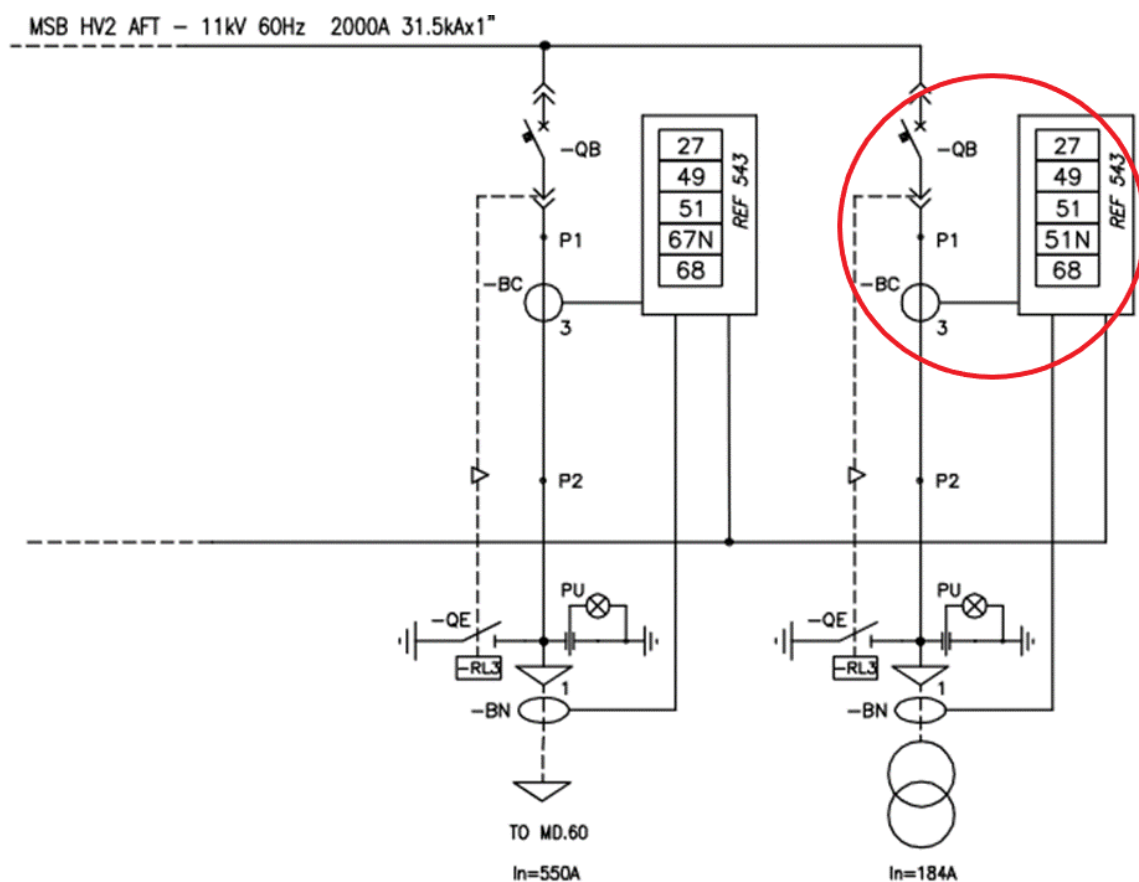 MSB HV2 AFT - 11kV 60Hz 2000A 31.5kAx1"
-QB
27
49
51
67N
68
REF 543
P1
-BC
3
P2
PU
-QE
-RL3
1
-BN
TO MD.60
In=550A
-QB
27
49
51
51N
68
REF 543
P1
-BC
3
P2
PU
-QE
-RL3
1
-BN
In=184A